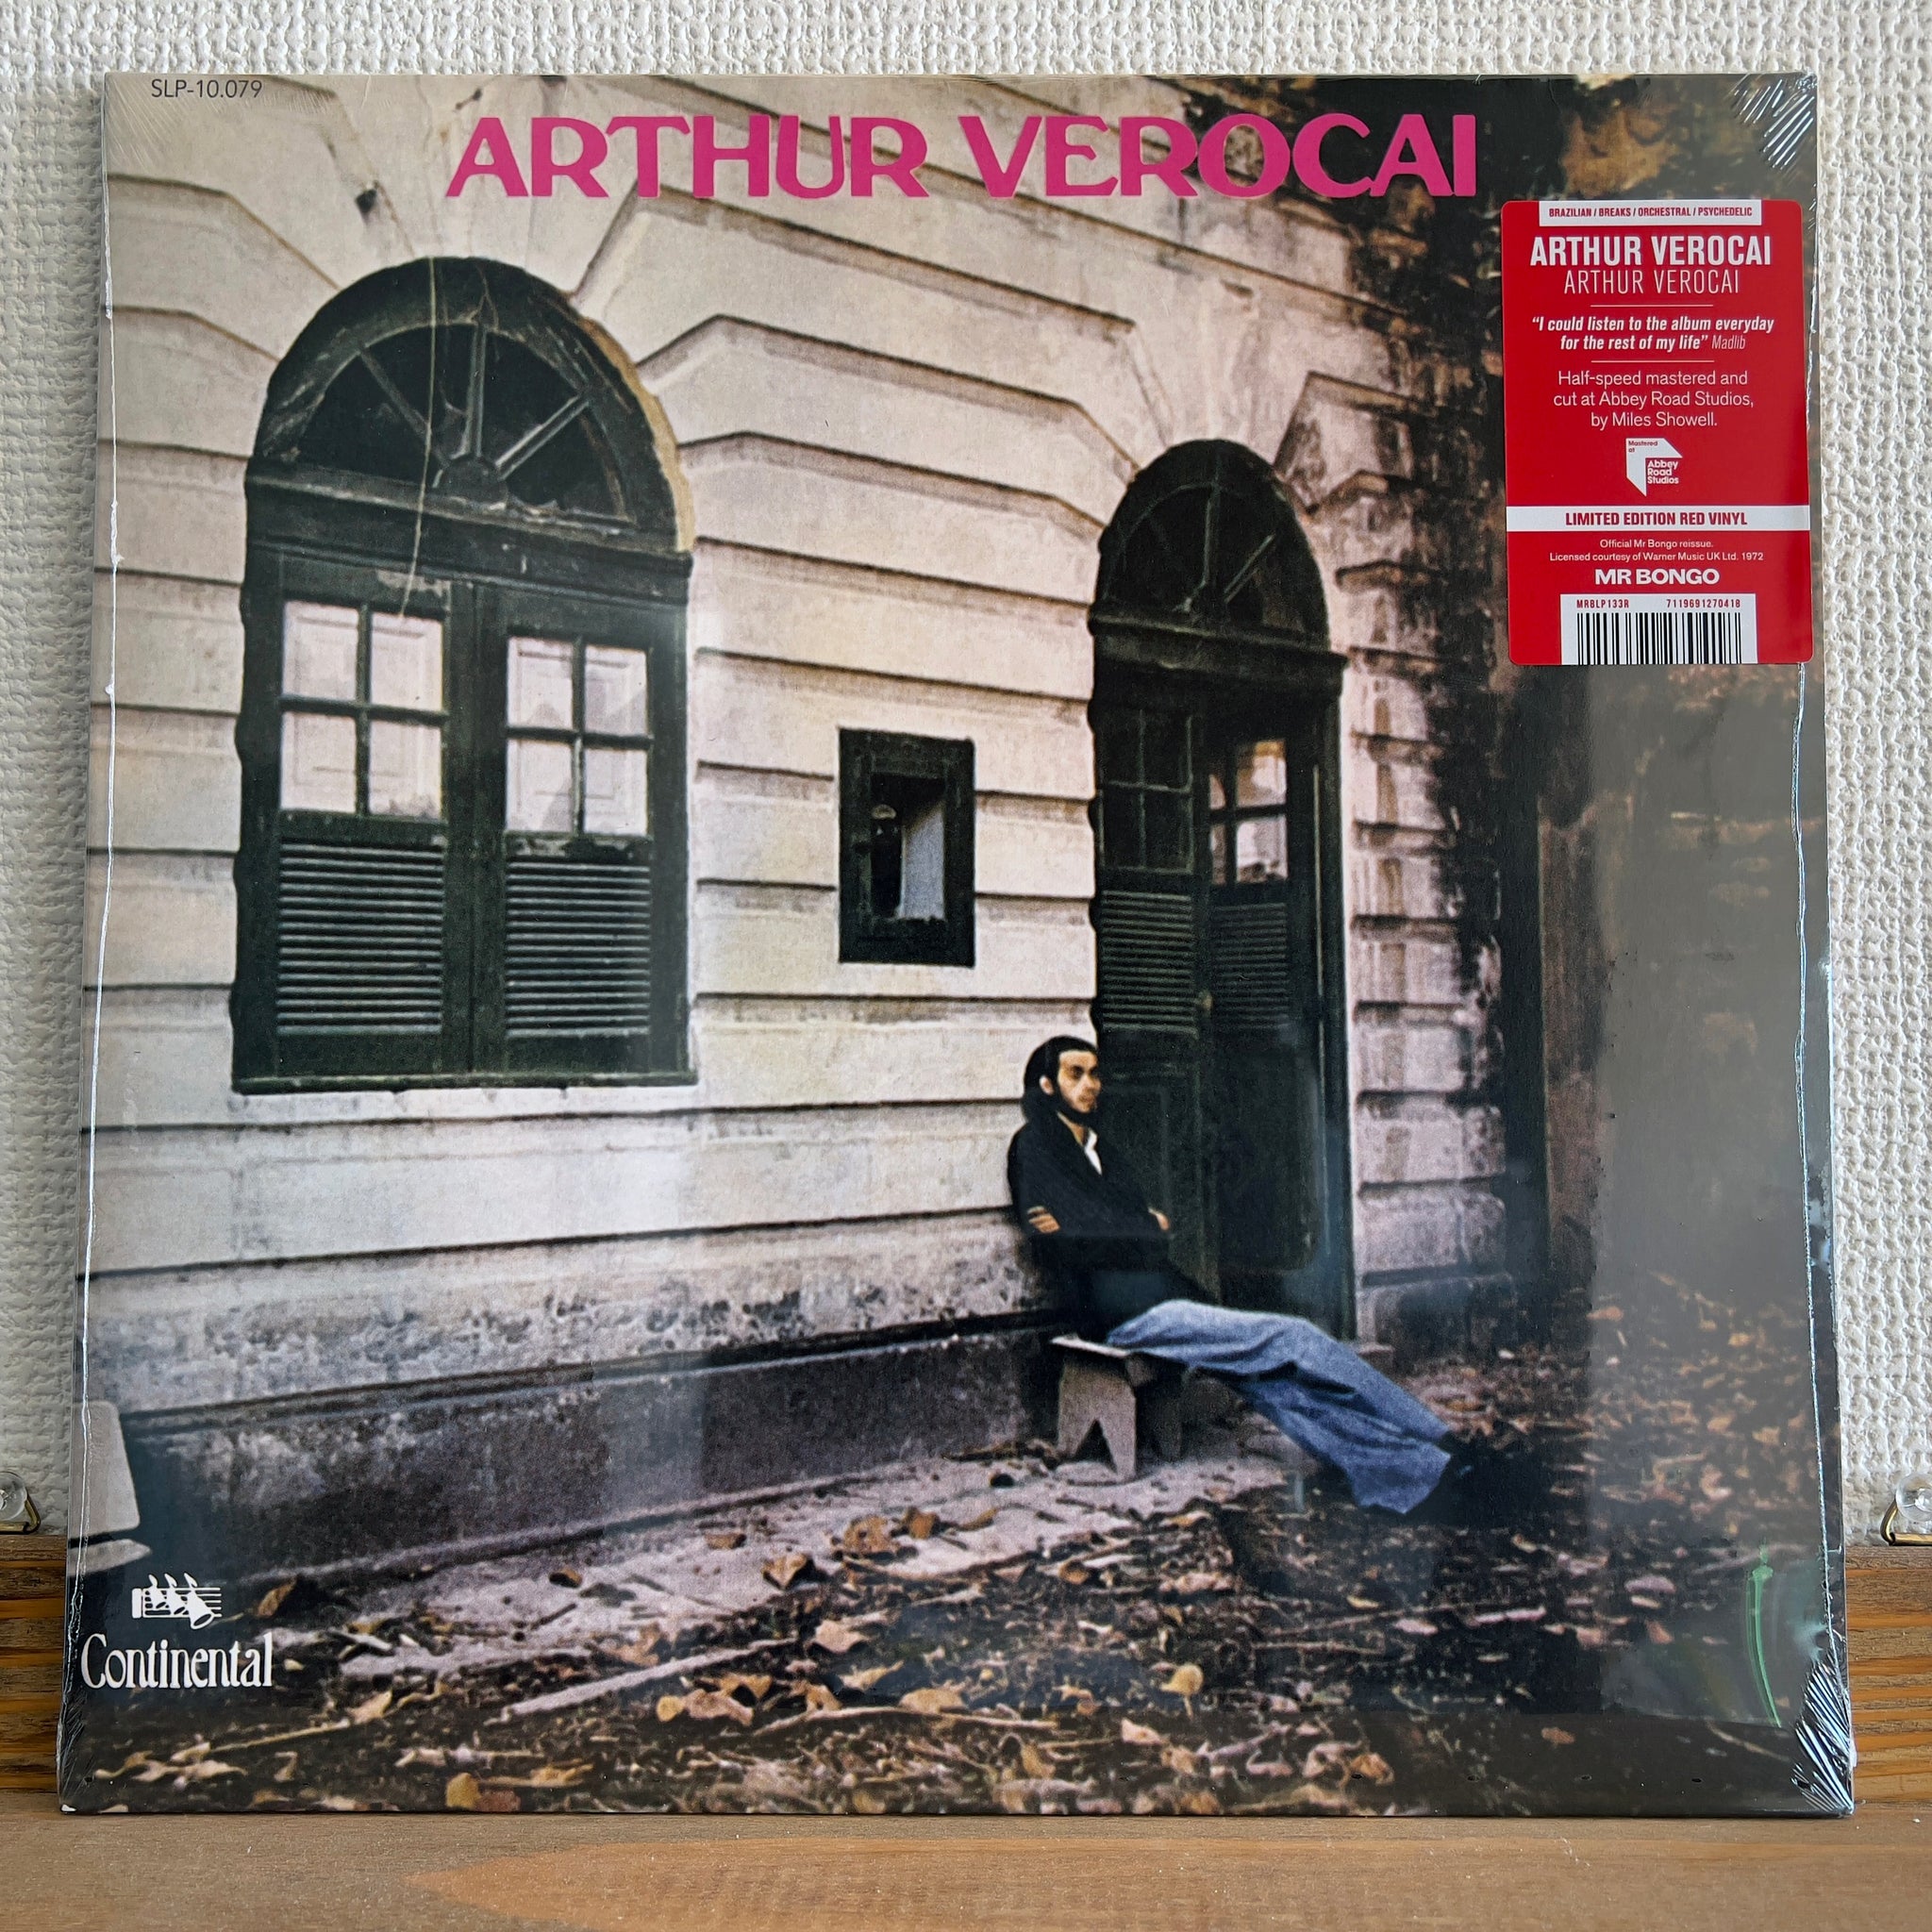 SLP-10.079
ARTHUR VEROCAI
BRAZILIAN / BREAKS / ORCHESTRAL / PSYCHEDELIC
ARTHUR VEROCAI
ARTHUR VEROCAI
“I could listen to the album everyday
for the rest of my life” Madlib
Half-speed mastered and
cut at Abbey Road Studios,
by Miles Showell.
Mastered
at
Abbey
Road
Studios
LIMITED EDITION RED VINYL
Official Mr Bongo reissue.
Licensed courtesy of Warner Music UK Ltd. 1972
MR BONGO
MRBLP133R 7119691270418
Continental